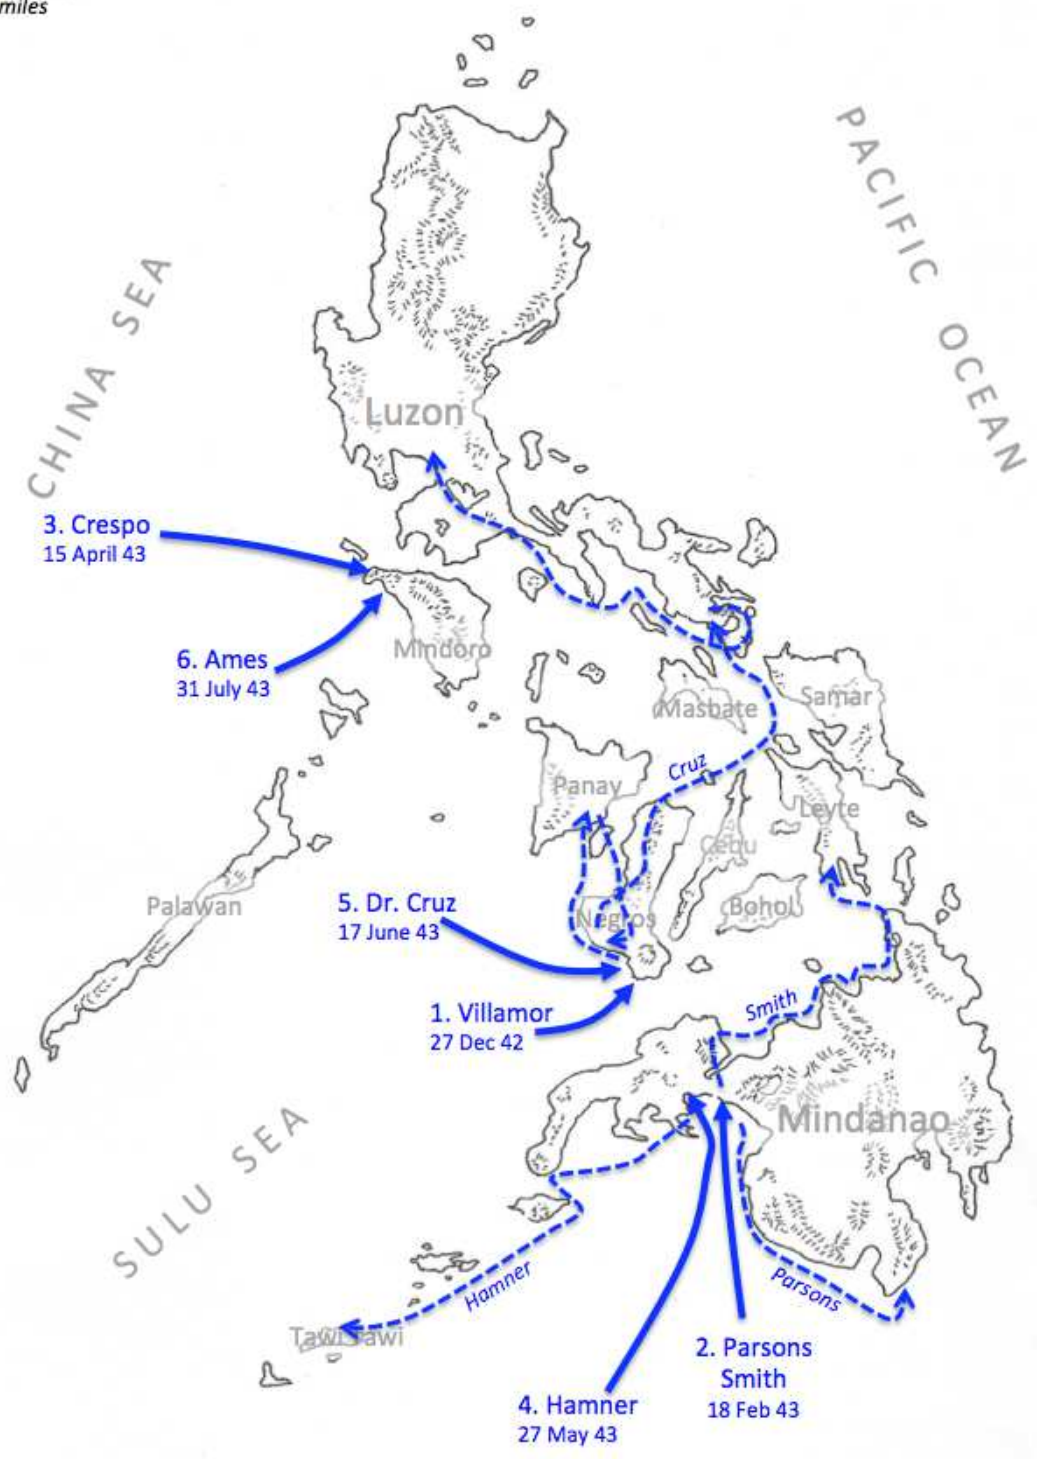 miles
PACIFIC OCEAN
CHINA SEA
Luzon
3. Crespo
15 April 43
6. Ames
31 July 43
Mindoro
Masbate
Samar
Cruz
Panay
Leyte
Cebu
Palawan
5. Dr. Cruz
17 June 43
Negros
Bohol
1. Villamor
27 Dec 42
Smith
Mindanao
SULU SEA
Hamner
Parsons
Tawi Tawi
2. Parsons
Smith
18 Feb 43
4. Hamner
27 May 43